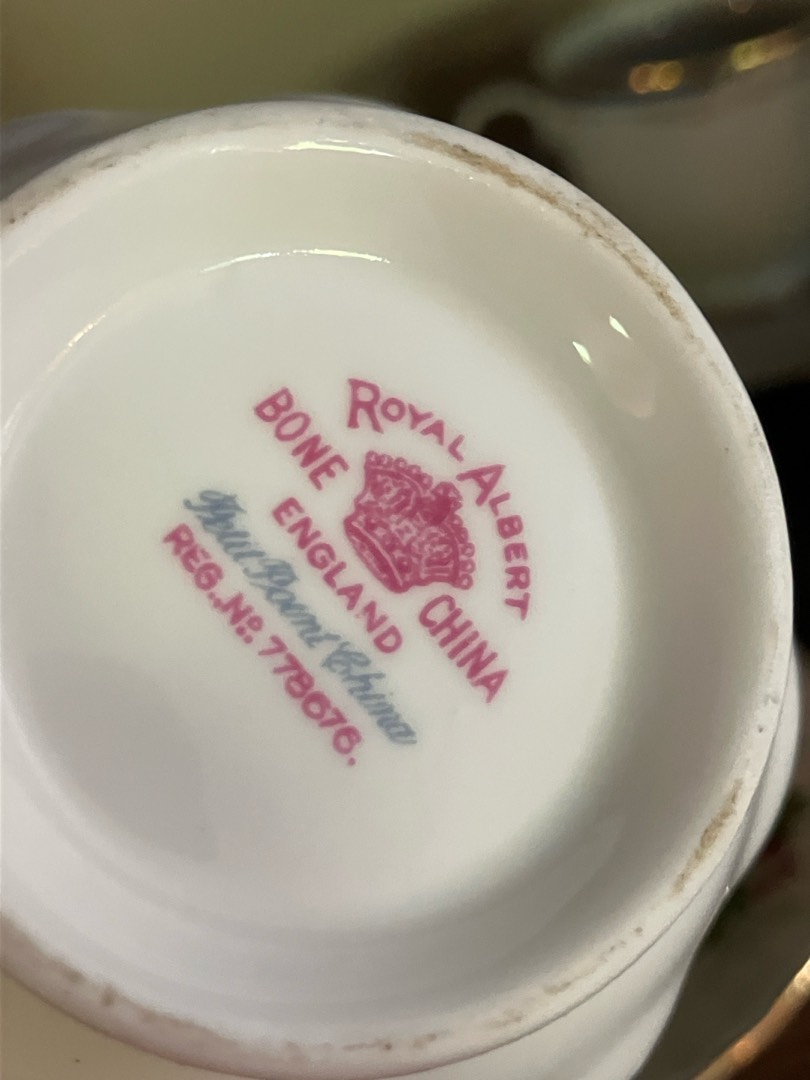 ROYAL ALBERT
BONE CHINA
ENGLAND
Petit Point China
REG. No. 778676.